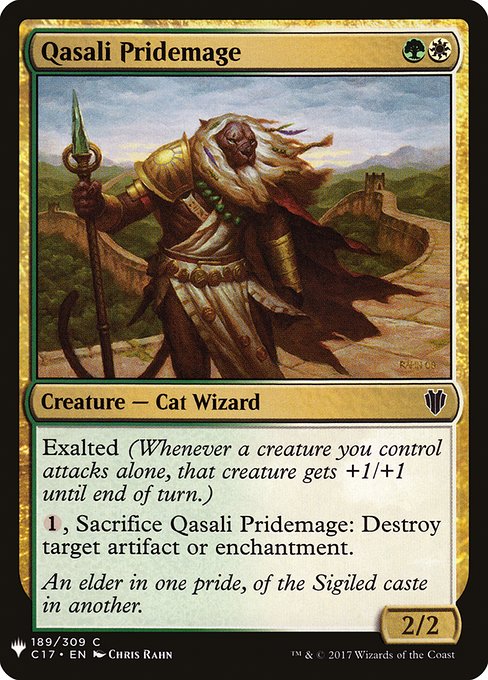 Qasali Pridemage
RAHN 08
Creature — Cat Wizard
Exalted (Whenever a creature you control
attacks alone, that creature gets +1/+1
until end of turn.)
1, Sacrifice Qasali Pridemage: Destroy
target artifact or enchantment.
An elder in one pride, of the Sigiled caste
in another.
2/2
189/309 C
C17 • EN Chris Rahn
™ & © 2017 Wizards of the Coast